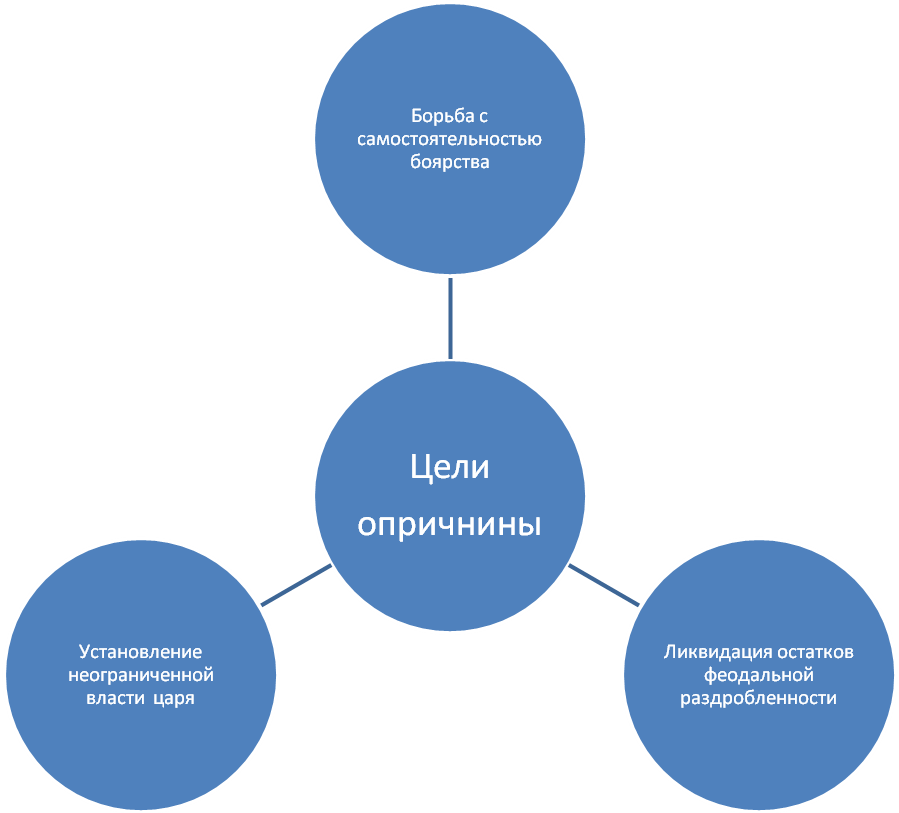 Борьба с
самостоятельностью
боярства
Цели
опричнины
Установление
неограниченной
власти царя
Ликвидация остатков
феодальной
раздробленности